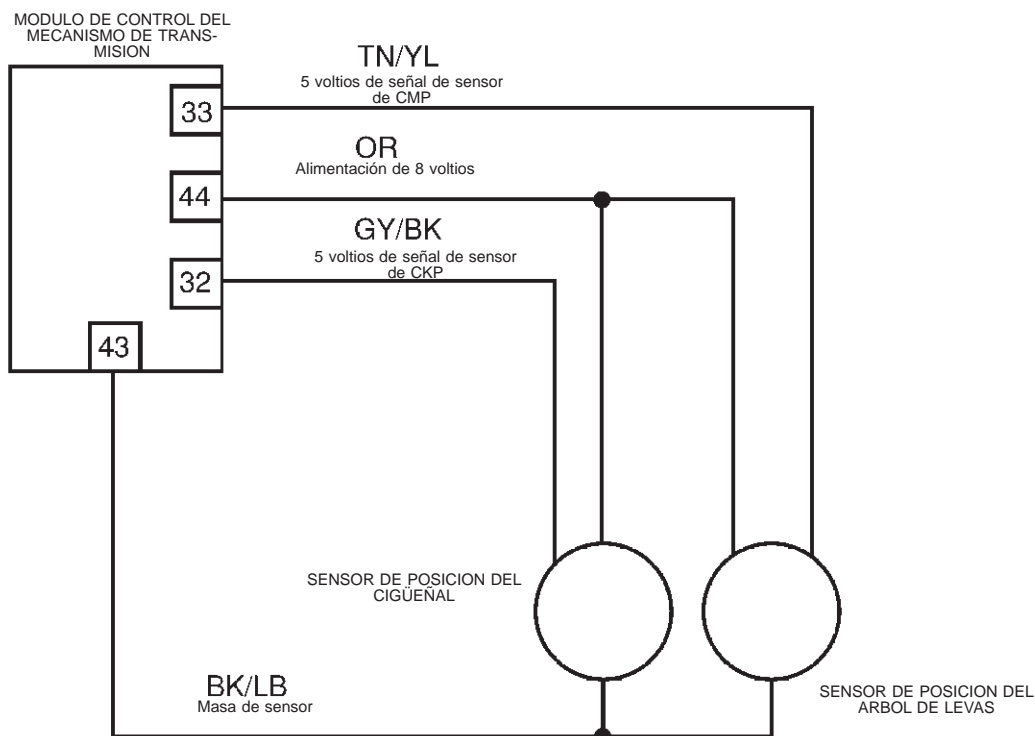 MODULO DE CONTROL DEL
MECANISMO DE TRANS-
MISION
TN/YL
5 voltios de señal de sensor
de CMP
33
OR
Alimentación de 8 voltios
44
GY/BK
5 voltios de señal de sensor
de CKP
32
43
SENSOR DE POSICION DEL
CIGÜEÑAL
BK/LB
Masa de sensor
SENSOR DE POSICION DEL
ARBOL DE LEVAS